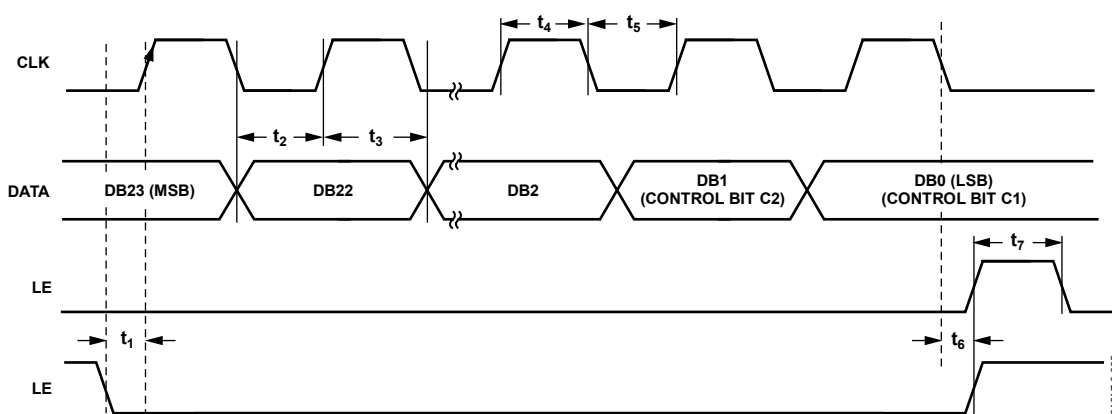 t4
t5
CLK
t2
t3
DATA
DB23 (MSB)
DB22
DB2
DB1
(CONTROL BIT C2)
DB0 (LSB)
(CONTROL BIT C1)
t7
LE
t1
t6
LE